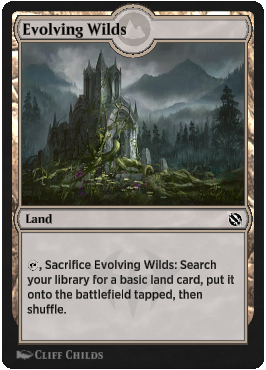 Evolving Wilds
Land
, Sacrifice Evolving Wilds: Search
your library for a basic land card, put it
onto the battlefield tapped, then
shuffle.
CLIFF CHILDS